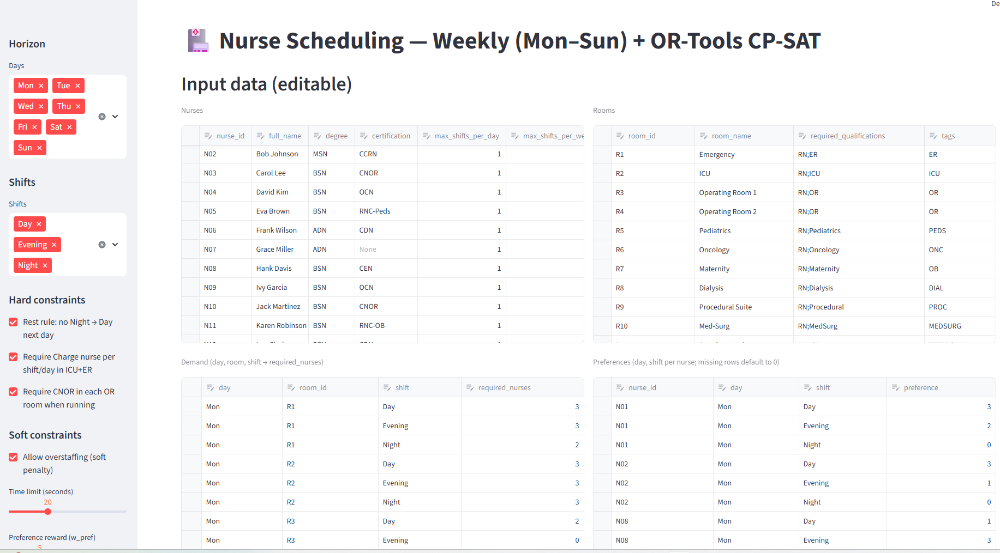 De
Horizon
Days
Mon × Tue ×
Wed × Thu ×
Fri × Sat ×
Sun ×
Shifts
Shifts
Day ×
Evening ×
Night ×
Hard constraints
Rest rule: no Night → Day
next day
Require Charge nurse per
shift/day in ICU+ER
Require CNOR in each OR
room when running
Soft constraints
Allow overstaffing (soft
penalty)
Time limit (seconds)
20
Preference reward (w_pref)
5
Nurse Scheduling — Weekly (Mon–Sun) + OR-Tools CP-SAT
Input data (editable)
Nurses
nurse_id full_name degree certification max_shifts_per_day max_shifts_per_we
N02 Bob Johnson MSN CCRN 1
N03 Carol Lee BSN CNOR 1
N04 David Kim BSN OCN 1
N05 Eva Brown BSN RNC-Peds 1
N06 Frank Wilson ADN CDN 1
N07 Grace Miller ADN None 1
N08 Hank Davis BSN CEN 1
N09 Ivy Garcia BSN OCN 1
N10 Jack Martinez BSN CNOR 1
N11 Karen Robinson BSN RNC-OB 1
Rooms
room_id room_name required_qualifications tags
R1 Emergency RN;ER ER
R2 ICU RN;ICU ICU
R3 Operating Room 1 RN;OR OR
R4 Operating Room 2 RN;OR OR
R5 Pediatrics RN;Pediatrics PEDS
R6 Oncology RN;Oncology ONC
R7 Maternity RN;Maternity OB
R8 Dialysis RN;Dialysis DIAL
R9 Procedural Suite RN;Procedural PROC
R10 Med-Surg RN;MedSurg MEDSURG
Demand (day, room, shift → required_nurses)
day room_id shift required_nurses
Mon R1 Day 3
Mon R1 Evening 3
Mon R1 Night 2
Mon R2 Day 3
Mon R2 Evening 3
Mon R2 Night 3
Mon R3 Day 2
Mon R3 Evening 0
Preferences (day, shift per nurse; missing rows default to 0)
nurse_id day shift preference
N01 Mon Day 3
N01 Mon Evening 2
N01 Mon Night 0
N02 Mon Day 3
N02 Mon Evening 1
N02 Mon Night 0
N08 Mon Day 1
N08 Mon Evening 3